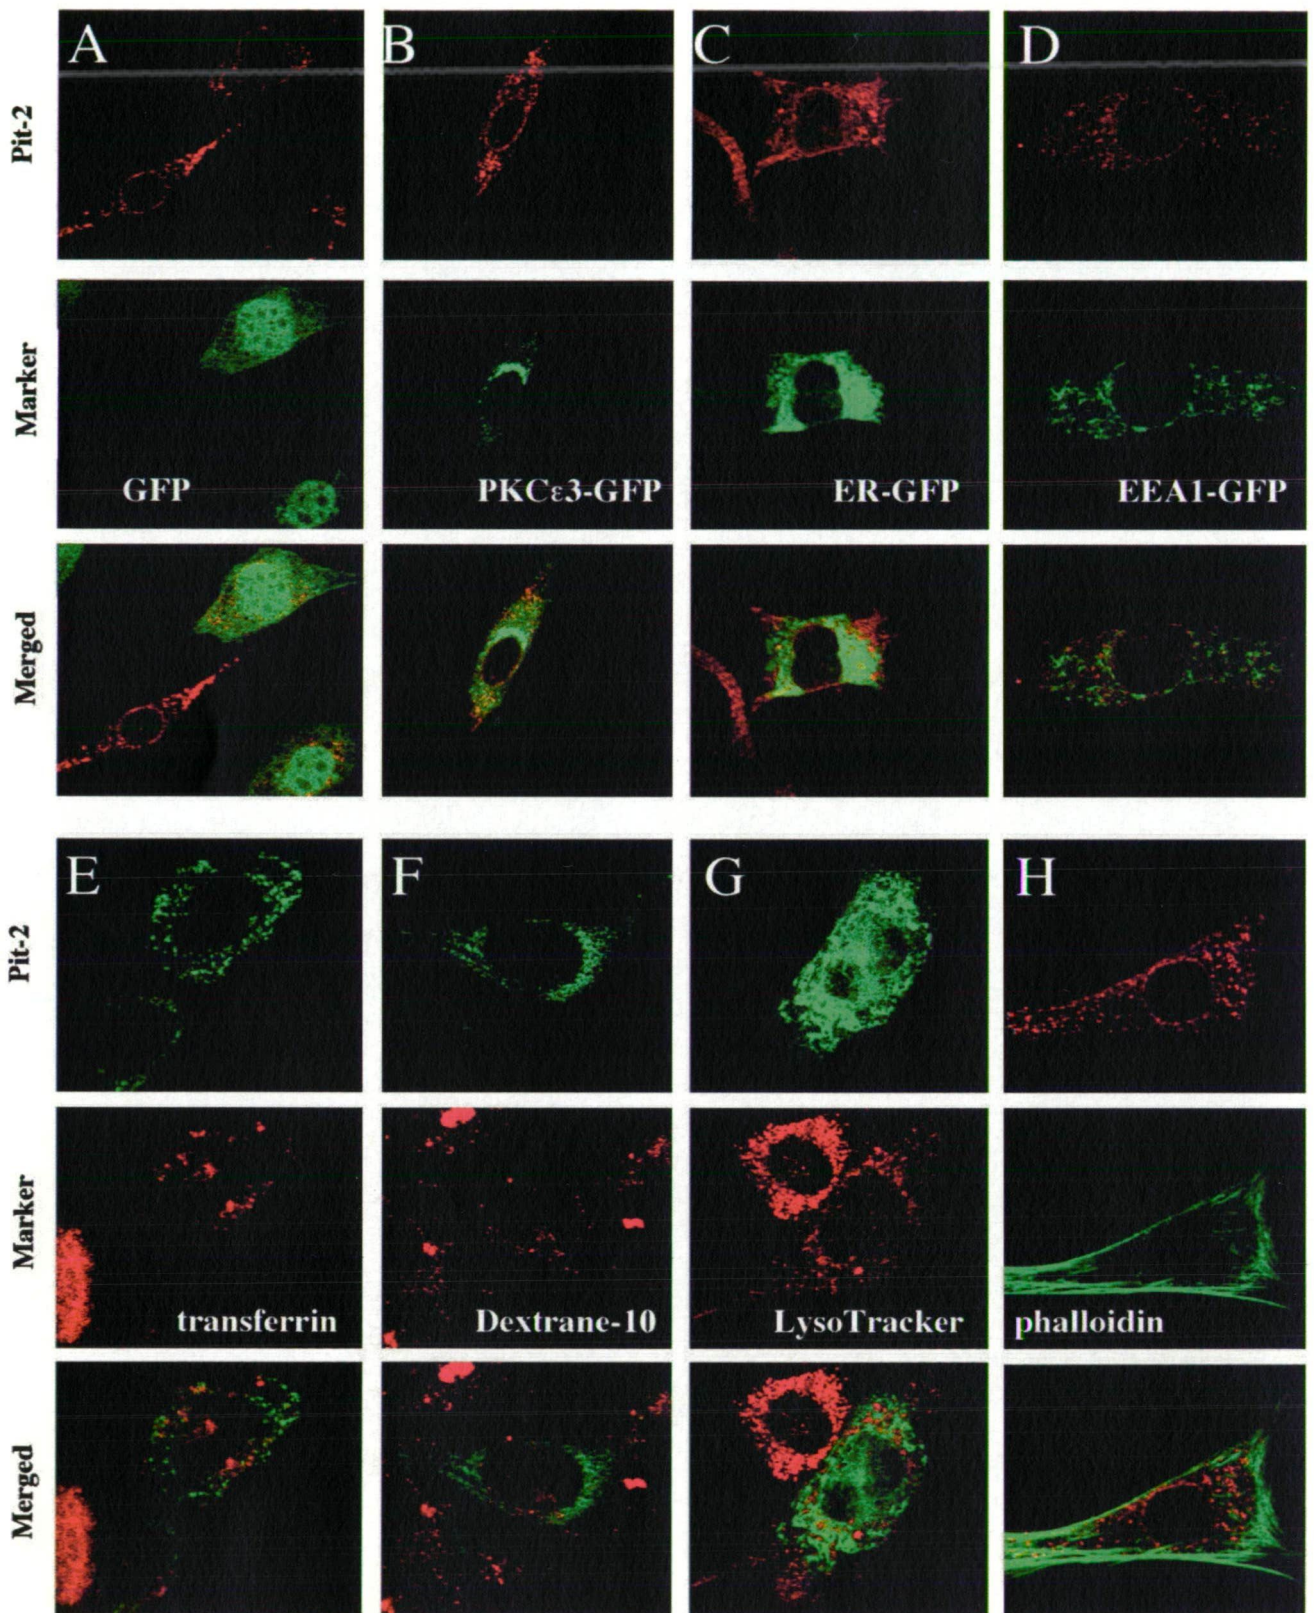 A B C D
Pit-2
Marker
GFP PKCε3-GFP ER-GFP EEA1-GFP
Merged
E F G H
Pit-2
Marker
transferrin Dextrane-10 LysoTracker phalloidin
Merged